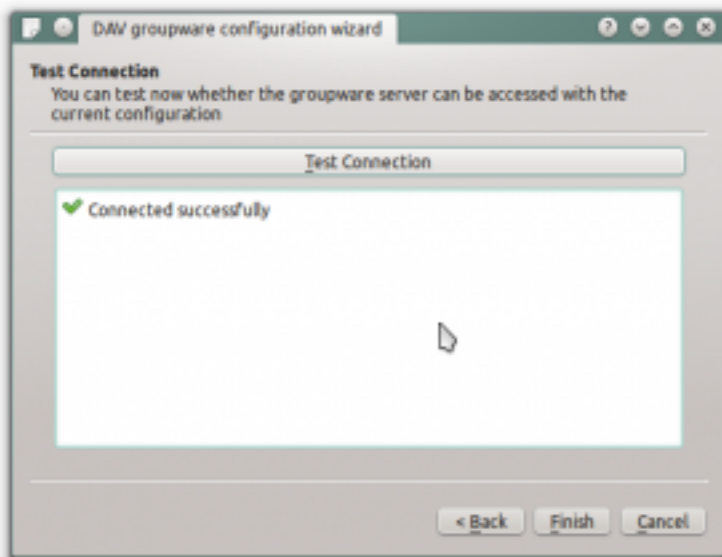 DAV groupware configuration wizard
Test Connection
You can test now whether the groupware server can be accessed with the
current configuration
Test Connection
Connected successfully
< Back Finish Cancel